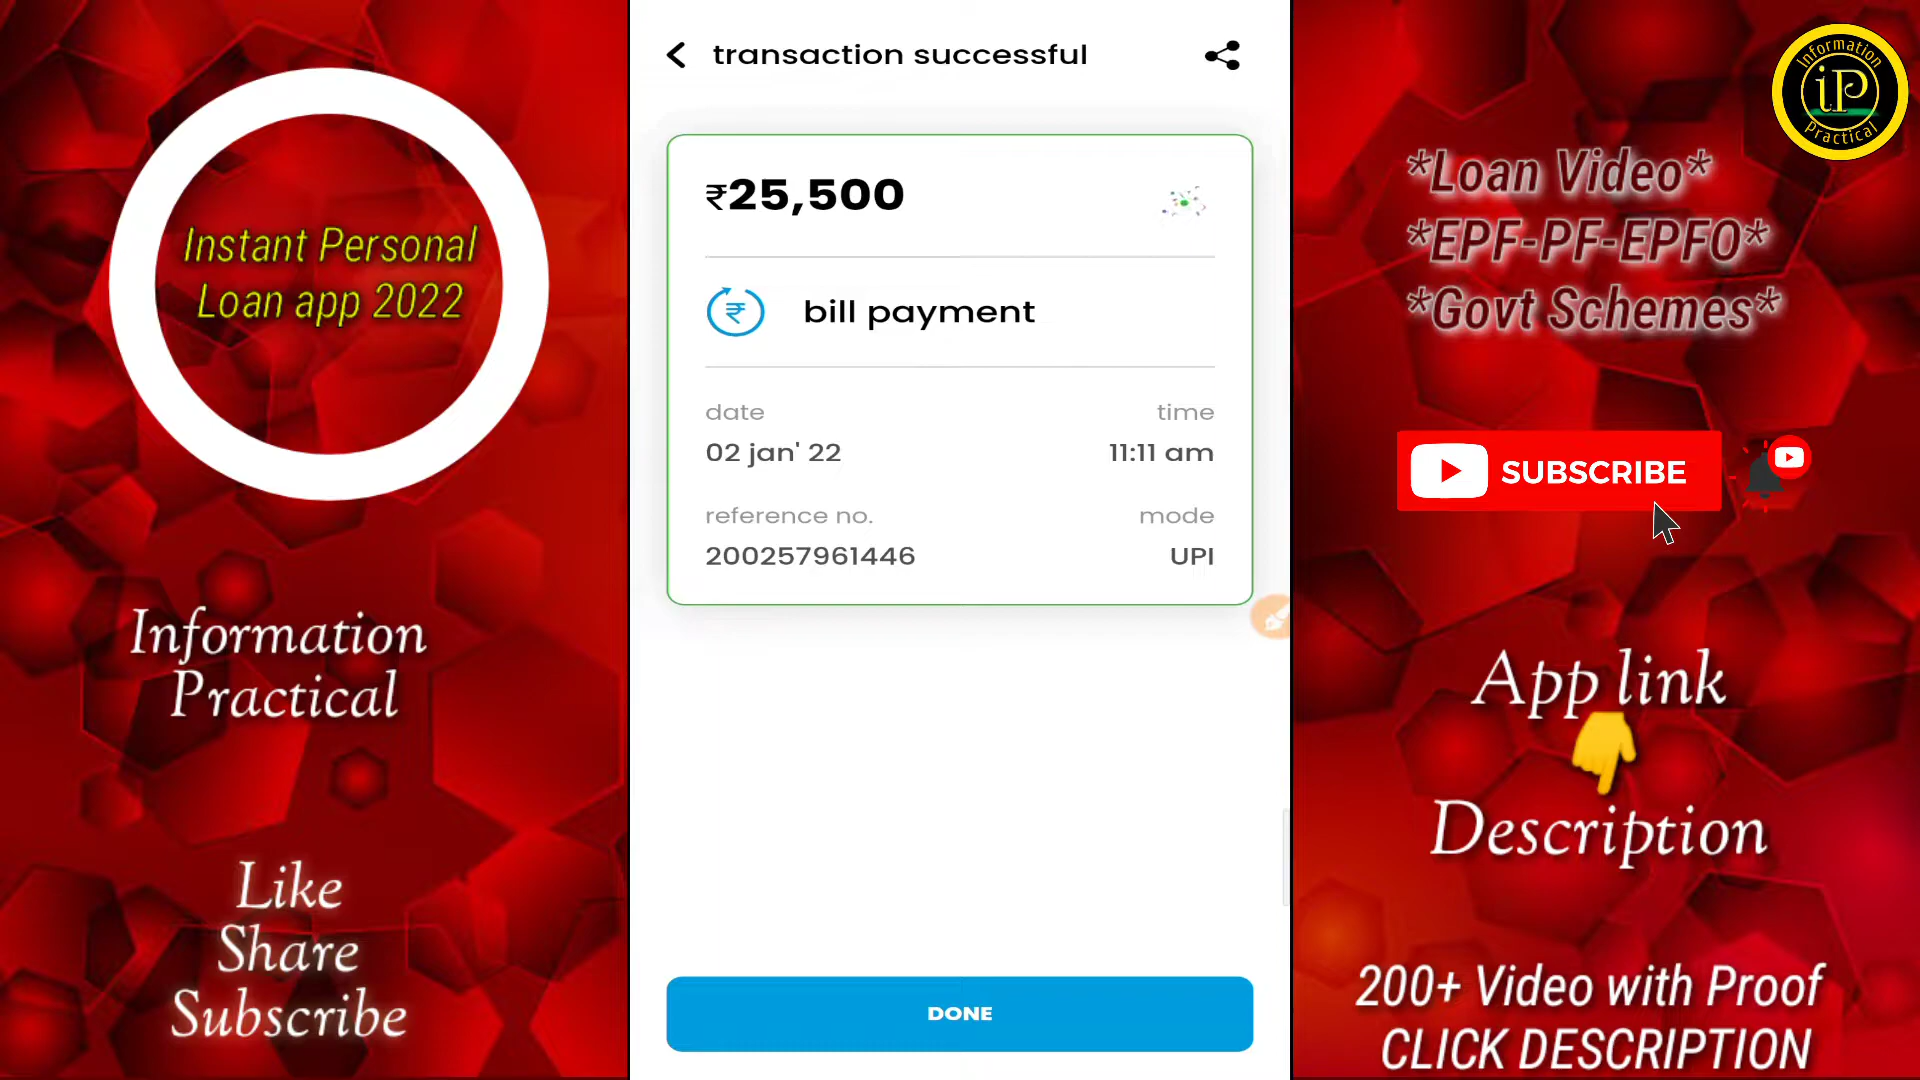 Instant Personal
Loan app 2022
Information
Practical
Like
Share
Subscribe
transaction successful
₹25,500
₹
bill payment
date
time
02 jan' 22
11:11 am
reference no.
mode
200257961446
UPI
DONE
Information
iP
Practical
*Loan Video*
*EPF-PF-EPFO*
*Govt Schemes*
SUBSCRIBE
App link
Description
200+ Video with Proof
CLICK DESCRIPTION